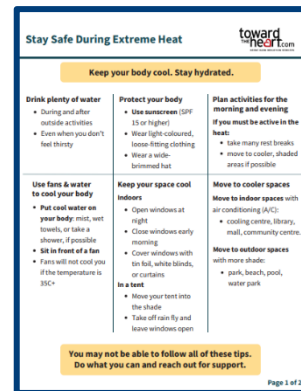 Stay Safe During Extreme Heat
toward
THE heart.com
Keep your body cool. Stay hydrated.
Drink plenty of water
• During and after
outside activities
• Even when you don't
feel thirsty
Protect your body
• Use sunscreen (SPF
15 or higher)
• Wear light-coloured,
loose-fitting clothing
• Wear a wide-
brimmed hat
Plan activities for the
morning and evening
If you must be active in the
heat:
• take many rest breaks
• move to cooler, shaded
areas if possible
Use fans & water
to cool your body
• Put cool water on
your body: mist, wet
towels, or take a
shower, if possible
• Sit in front of a fan
• Fans will not cool you
if the temperature is
35C+
Keep your space cool
Indoors
• Open windows at
night
• Close windows early
morning
• Cover windows with
tin foil, white blinds,
or curtains
In a tent
• Move your tent into
the shade
• Take off rain fly and
leave windows open
Move to cooler spaces
Move to indoor spaces with
air conditioning (A/C):
• cooling centre, library,
mall, community centre.
Move to outdoor spaces
with more shade:
• park, beach, pool,
water park
You may not be able to follow all of these tips.
Do what you can and reach out for support.
Page 1 of 2